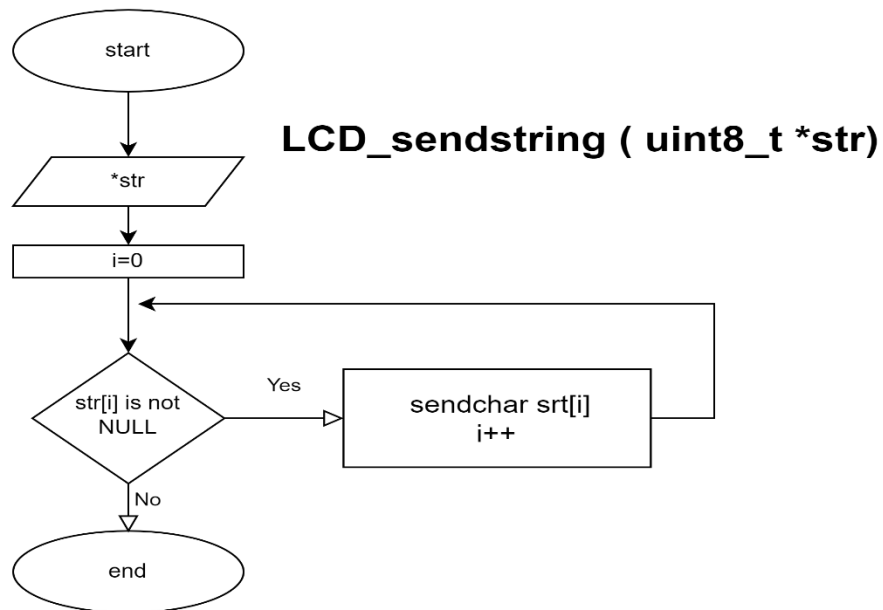 start
LCD_sendstring ( uint8_t *str)
*str
i=0
str[i] is not
NULL
Yes
sendchar srt[i]
i++
No
end